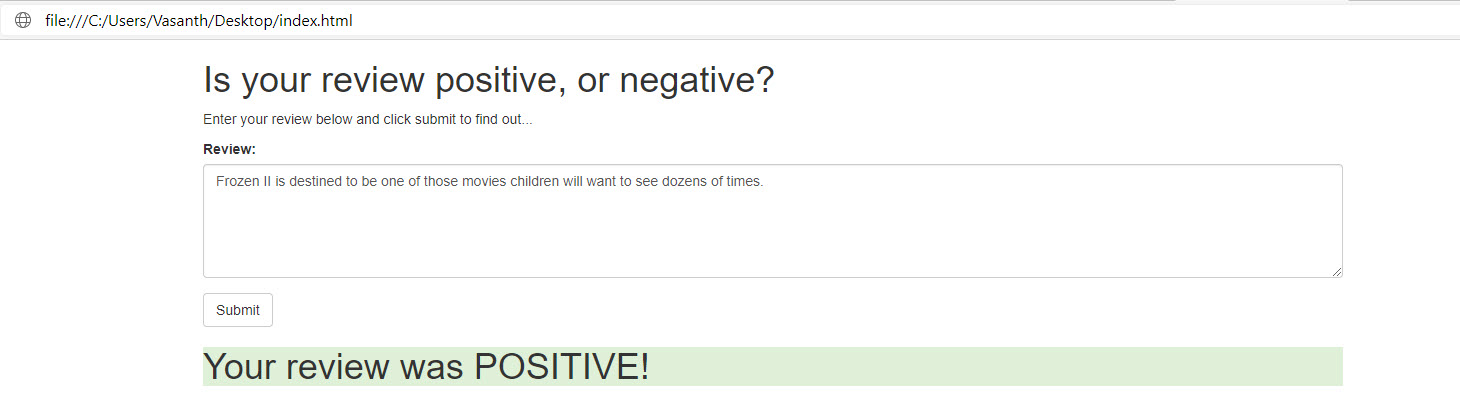 file:///C:/Users/Vasanth/Desktop/index.html
Is your review positive, or negative?
Enter your review below and click submit to find out...
Review:
Frozen II is destined to be one of those movies children will want to see dozens of times.
Submit
Your review was POSITIVE!